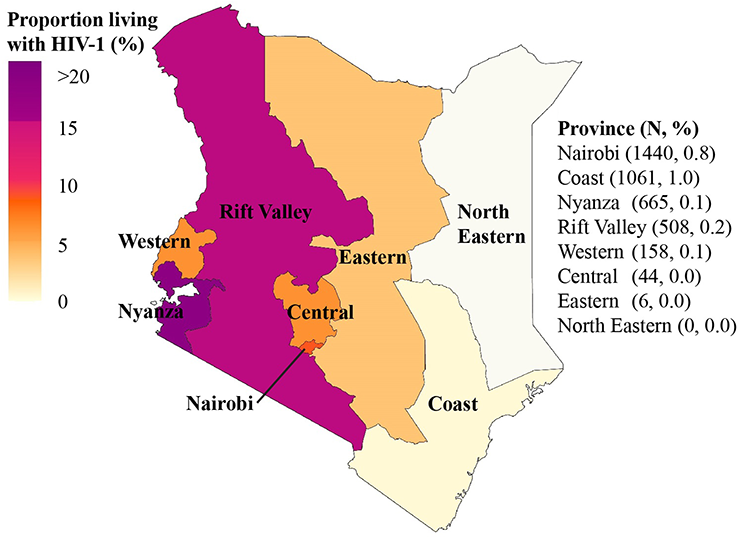 Proportion living
with HIV-1 (%)
>20
15
10
5
0
Rift Valley
Western
Nyanza
Nairobi
Central
Eastern
North
Eastern
Coast
Province (N, %)
Nairobi (1440, 0.8)
Coast (1061, 1.0)
Nyanza (665, 0.1)
Rift Valley (508, 0.2)
Western (158, 0.1)
Central (44, 0.0)
Eastern (6, 0.0)
North Eastern (0, 0.0)